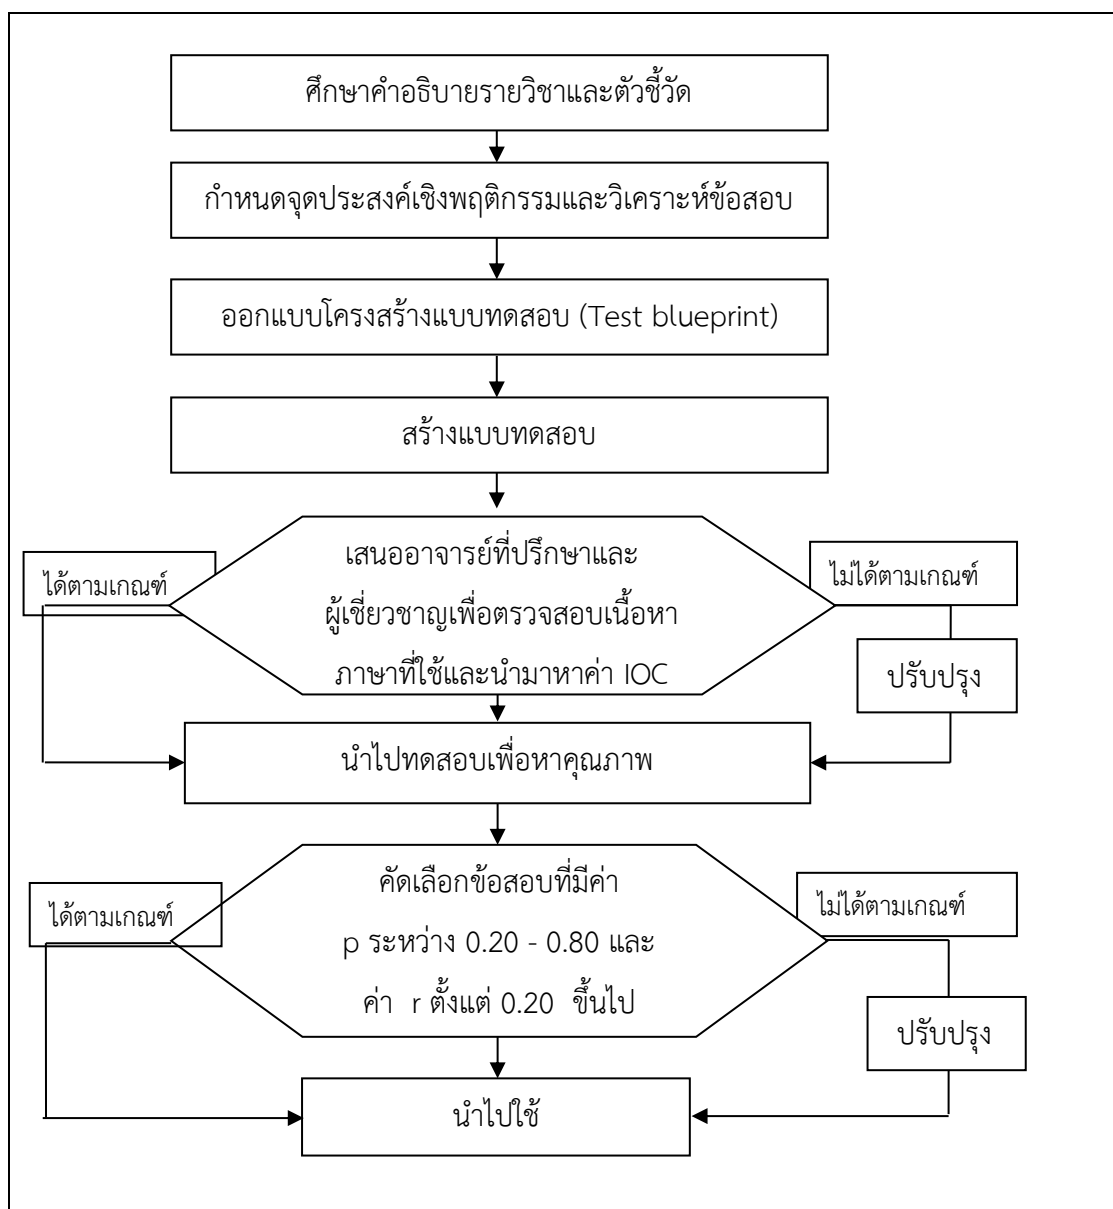 ศึกษาคำอธิบายรายวิชาและตัวชี้วัด
กำหนดจุดประสงค์เชิงพฤติกรรมและวิเคราะห์ข้อสอบ
ออกแบบโครงสร้างแบบทดสอบ (Test blueprint)
สร้างแบบทดสอบ
เสนออาจารย์ที่ปรึกษาและ
ผู้เชี่ยวชาญเพื่อตรวจสอบเนื้อหา
ภาษาที่ใช้และนำมาหาค่า IOC
ได้ตามเกณฑ์
ไม่ได้ตามเกณฑ์
ปรับปรุง
นำไปทดสอบเพื่อหาคุณภาพ
คัดเลือกข้อสอบที่มีค่า
p ระหว่าง 0.20 - 0.80 และ
ค่า r ตั้งแต่ 0.20 ขึ้นไป
ได้ตามเกณฑ์
ไม่ได้ตามเกณฑ์
ปรับปรุง
นำไปใช้